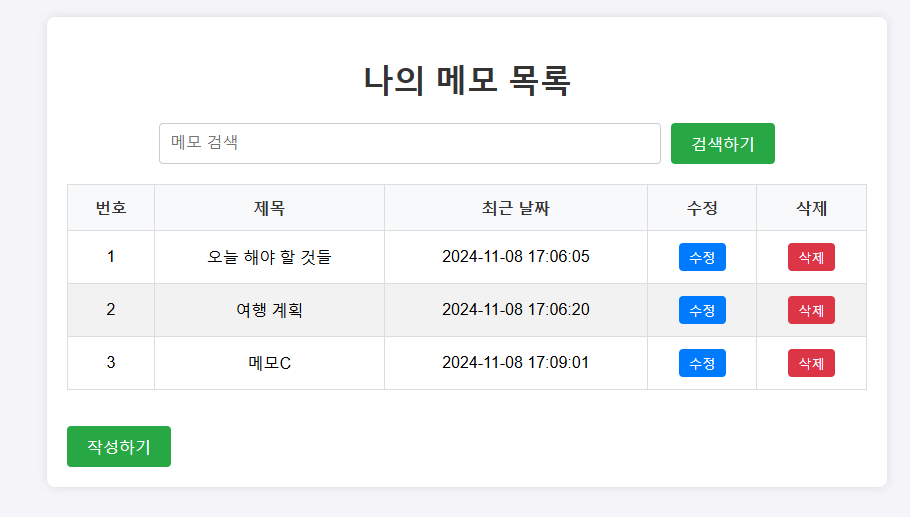 나의 메모 목록
메모 검색 검색하기
번호 제목 최근 날짜 수정 삭제
1 오늘 해야 할 것들 2024-11-08 17:06:05 수정 삭제
2 여행 계획 2024-11-08 17:06:20 수정 삭제
3 메모C 2024-11-08 17:09:01 수정 삭제
작성하기